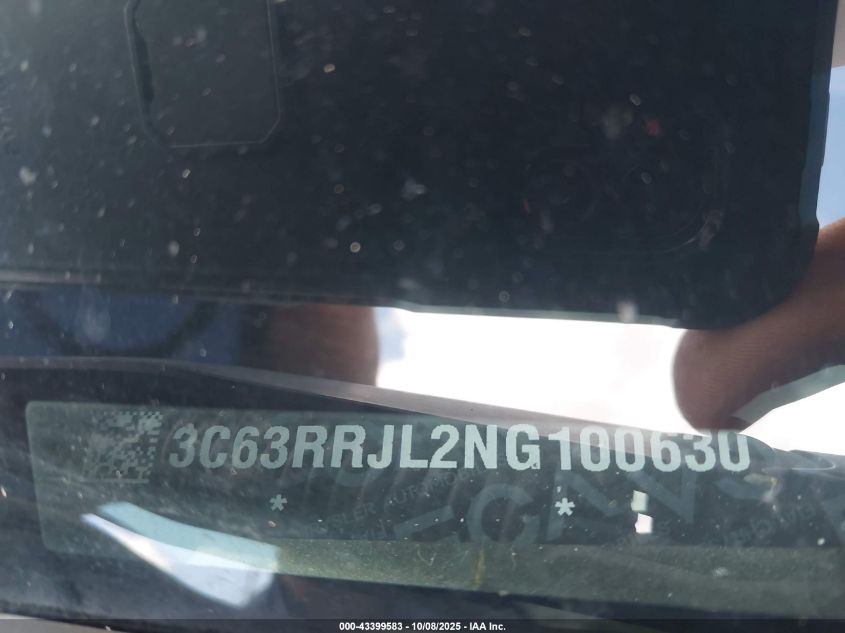 3C63RRJL2NG100630
* *
000-43399583 - 10/08/2025 - IAA Inc.